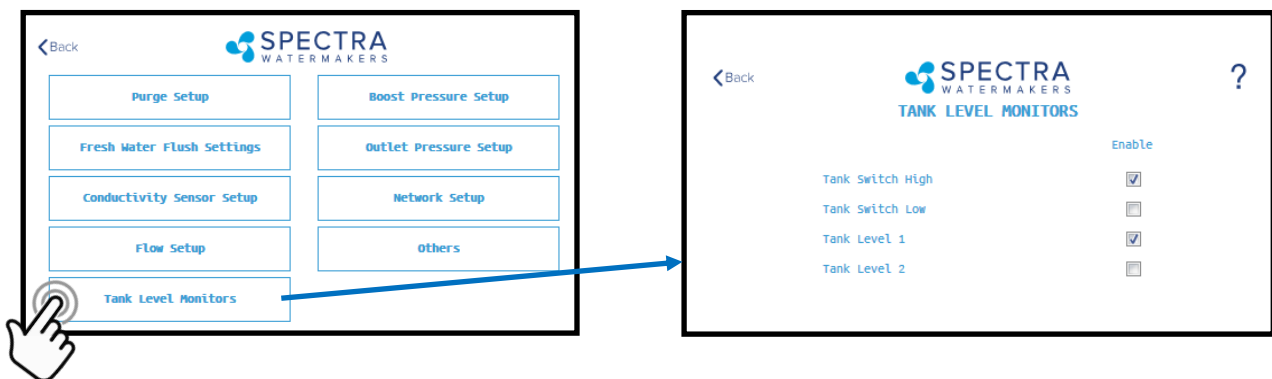 Back
SPECTRA
WATERMAKERS
Purge Setup
Boost Pressure Setup
Fresh Water Flush Settings
Outlet Pressure Setup
Conductivity Sensor Setup
Network Setup
Flow Setup
Others
Tank Level Monitors
Back
SPECTRA
WATERMAKERS
?
TANK LEVEL MONITORS
Enable
Tank Switch High
Tank Switch Low
Tank Level 1
Tank Level 2